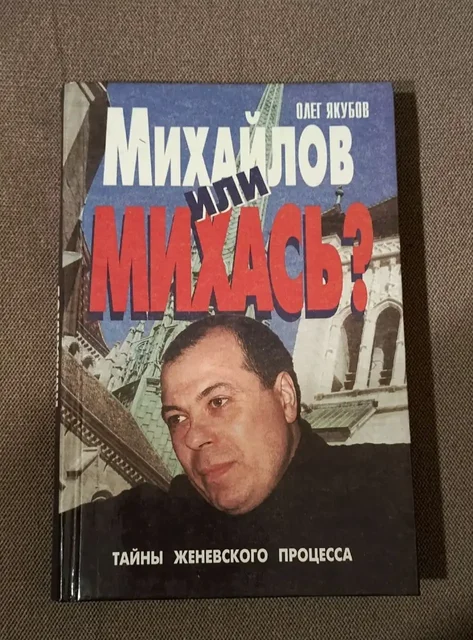 ОЛЕГ ЯКУБОВ
МИХАЙЛОВ
ИЛИ
МИХАСЬ?
ТАЙНЫ ЖЕНЕВСКОГО ПРОЦЕССА